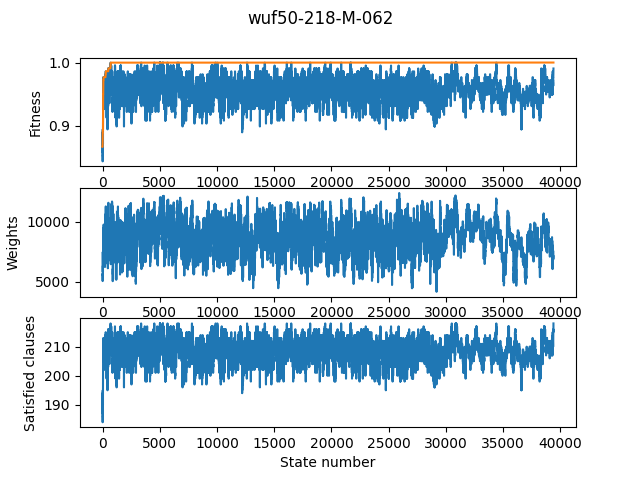 wuf50-218-M-062
1.0
0.9
Fitness
0 5000 10000 15000 20000 25000 30000 35000 40000
10000
5000
Weights
0 5000 10000 15000 20000 25000 30000 35000 40000
210
200
190
Satisfied clauses
0 5000 10000 15000 20000 25000 30000 35000 40000
State number